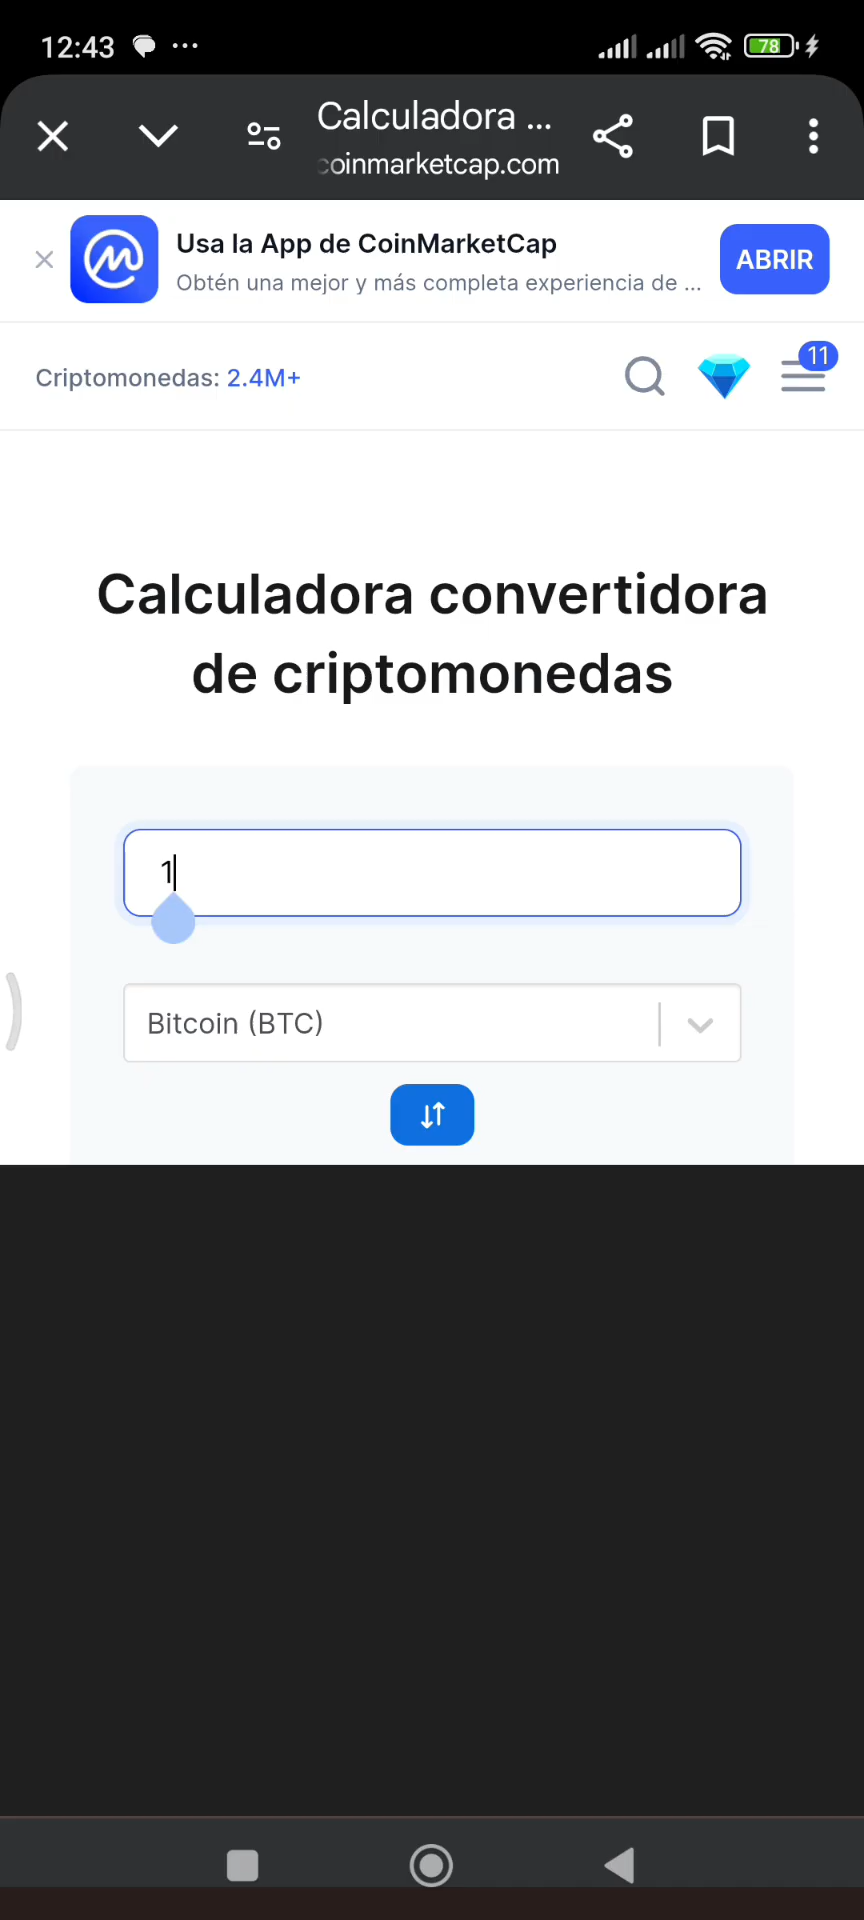 12:43
78
Calculadora ...
coinmarketcap.com
Usa la App de CoinMarketCap
Obtén una mejor y más completa experiencia de ...
ABRIR
Criptomonedas: 2.4M+
11
Calculadora convertidora
de criptomonedas
1
Bitcoin (BTC)